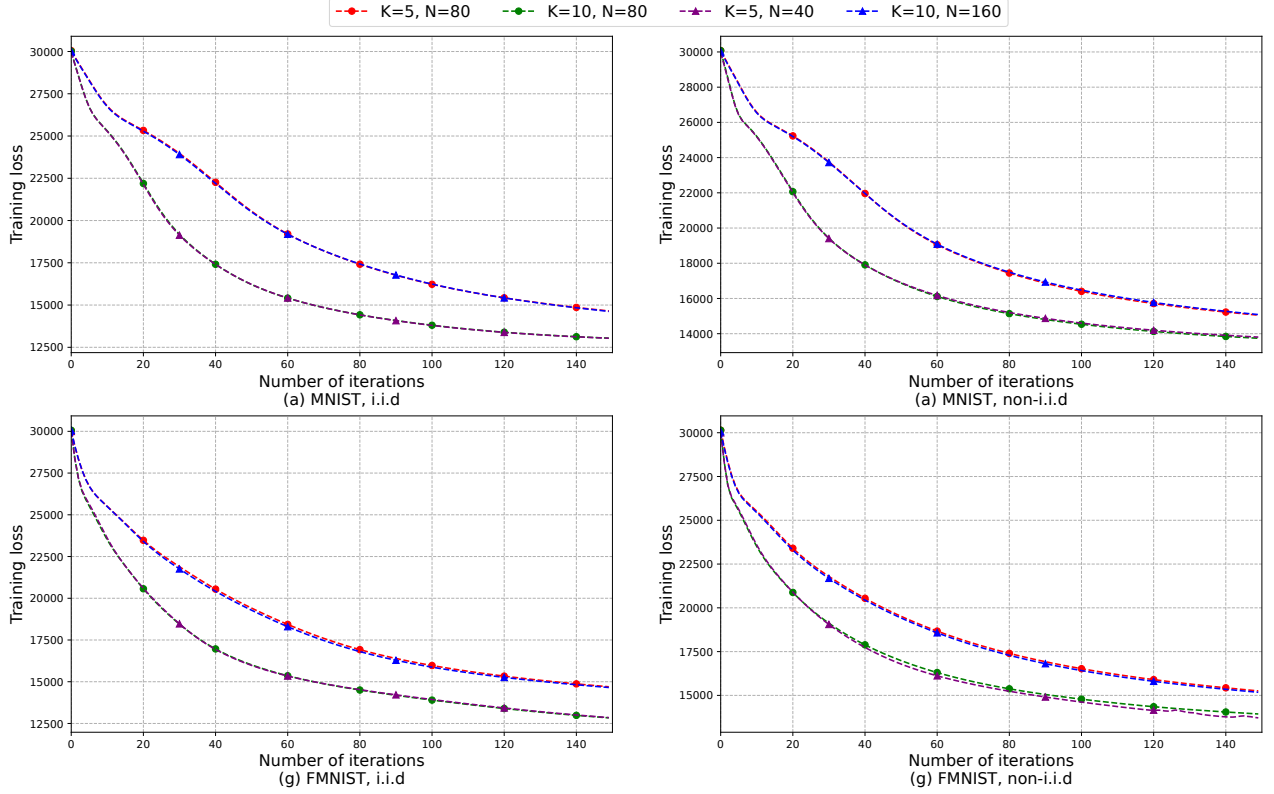 K=5, N=80 K=10, N=80 K=5, N=40 K=10, N=160
30000
27500
25000
22500
20000
17500
15000
12500
Training loss
0 20 40 60 80 100 120 140
Number of iterations
(a) MNIST, i.i.d
30000
28000
26000
24000
22000
20000
18000
16000
14000
Training loss
0 20 40 60 80 100 120 140
Number of iterations
(a) MNIST, non-i.i.d
30000
27500
25000
22500
20000
17500
15000
12500
Training loss
0 20 40 60 80 100 120 140
Number of iterations
(g) FMNIST, i.i.d
30000
27500
25000
22500
20000
17500
15000
Training loss
0 20 40 60 80 100 120 140
Number of iterations
(g) FMNIST, non-i.i.d